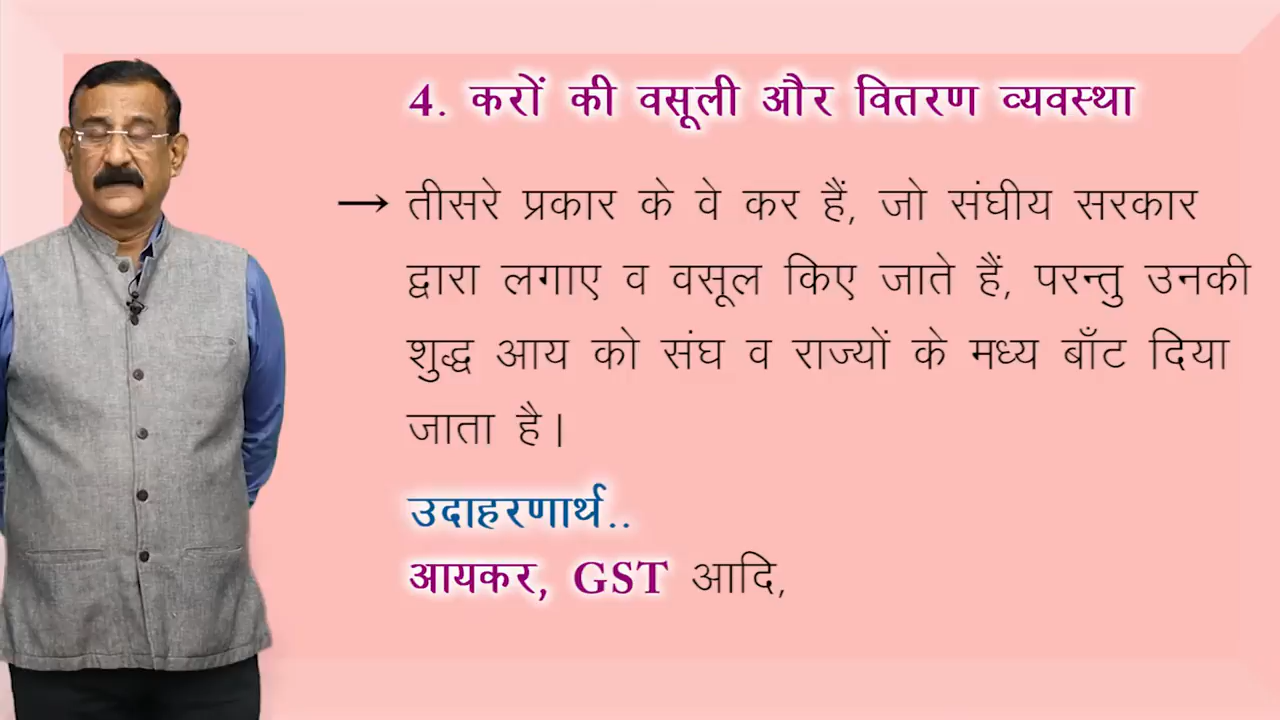 4. करों की वसूली और वितरण व्यवस्था
→ तीसरे प्रकार के वे कर हैं, जो संघीय सरकार
द्वारा लगाए व वसूल किए जाते हैं, परन्तु उनकी
शुद्ध आय को संघ व राज्यों के मध्य बाँट दिया
जाता है।
उदाहरणार्थ..
आयकर, GST आदि,